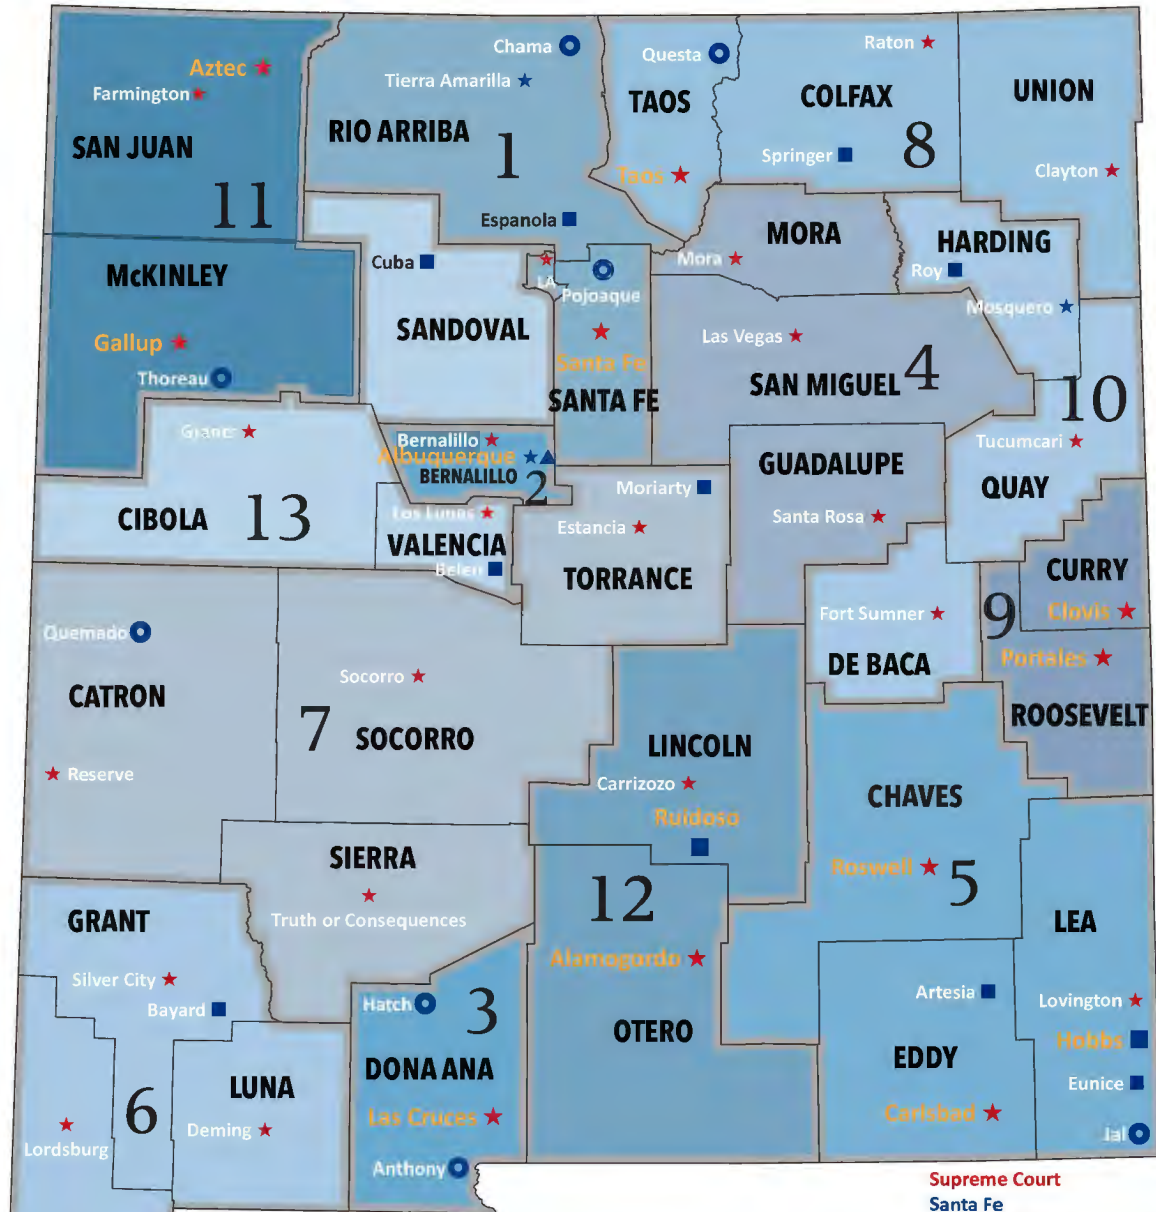 Chama
Questa
Raton
Aztec
Tierra Amarilla
Farmington
TAOS
COLFAX
UNION
RIO ARRIBA
SAN JUAN
1
8
Springer
Taos
Clayton
11
Espanola
MORA
HARDING
Mora
Cuba
LA
Roy
McKINLEY
Pojoaque
Mosquero
SANDOVAL
Las Vegas
Gallup
Santa Fe
Thoreau
SAN MIGUEL
4
SANTA FE
10
Grants
Bernalillo
Tucumcari
Albuquerque
GUADALUPE
BERNALILLO
2
Moriarty
QUAY
CIBOLA
13
Los Lunas
Santa Rosa
Estancia
VALENCIA
Belen
TORRANCE
CURRY
9
Clovis
Fort Sumner
Quemado
Portales
DE BACA
Socorro
CATRON
ROOSEVELT
7
SOCORRO
LINCOLN
Reserve
Carrizozo
CHAVES
Ruidoso
SIERRA
Roswell
5
12
Truth or Consequences
GRANT
LEA
Alamogordo
Silver City
Artesia
Lovington
Bayard
Hatch
3
OTERO
Hobbs
EDDY
DONA ANA
LUNA
Eunice
6
Las Cruces
Carlsbad
Deming
Jal
Lordsburg
Anthony
Supreme Court
Santa Fe